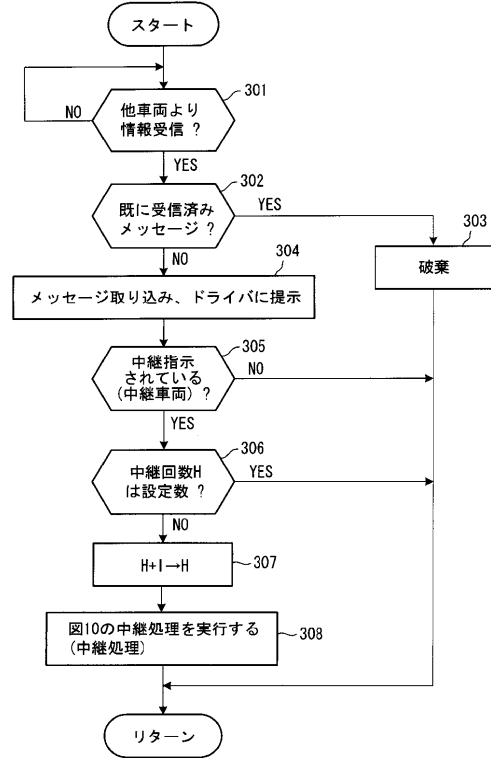 スタート
301
他車両より
情報受信 ?
NO
YES
302
既に受信済み
メッセージ ?
YES
303
破棄
NO
304
メッセージ取り込み、ドライバに提示
305
中継指示
されている
(中継車両) ?
NO
YES
306
中継回数H
は設定数 ?
YES
NO
H+I→H
307
図10の中継処理を実行する
(中継処理)
308
リターン